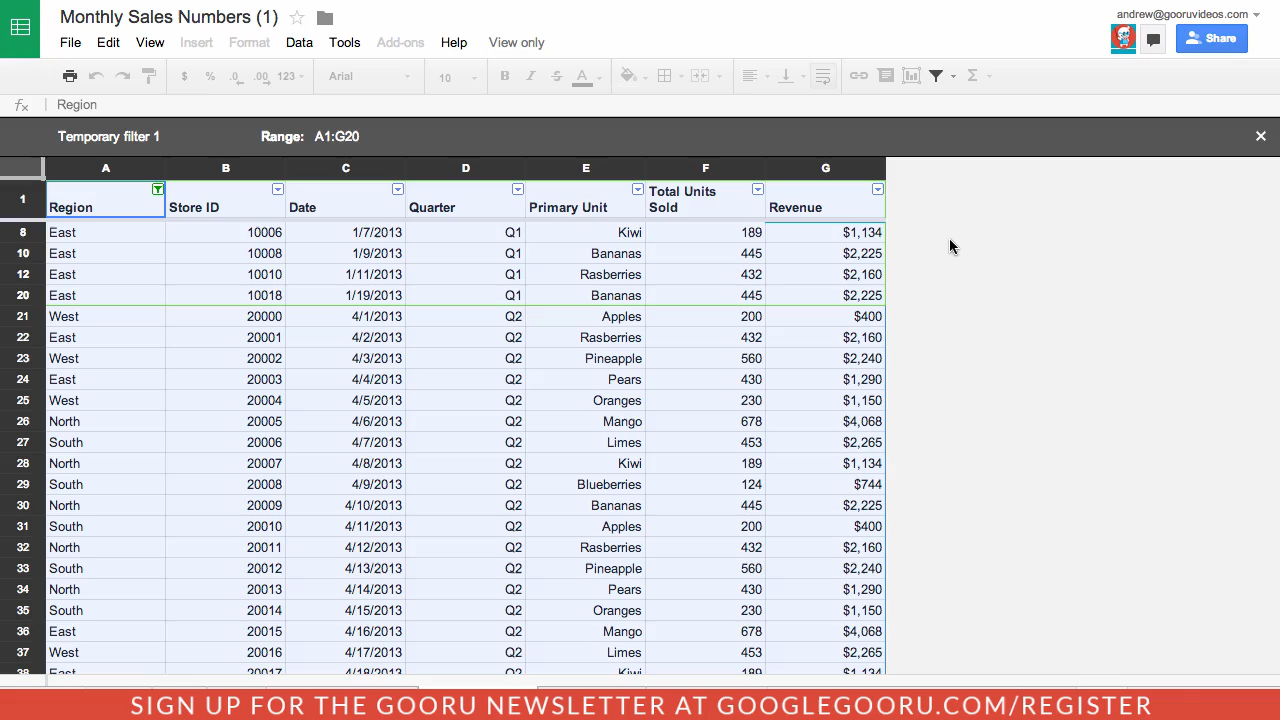 Monthly Sales Numbers (1)
andrew@gooruvideos.com
File Edit View Insert Format Data Tools Add-ons Help View only
Share
$ % .0 .00 123 Arial 10 B I S A Σ
fx Region
Temporary filter 1 Range: A1:G20
A B C D E F G
1 Region Store ID Date Quarter Primary Unit Total Units Sold Revenue
8 East 10006 1/7/2013 Q1 Kiwi 189 $1,134
10 East 10008 1/9/2013 Q1 Bananas 445 $2,225
12 East 10010 1/11/2013 Q1 Rasberries 432 $2,160
20 East 10018 1/19/2013 Q1 Bananas 445 $2,225
21 West 20000 4/1/2013 Q2 Apples 200 $400
22 East 20001 4/2/2013 Q2 Rasberries 432 $2,160
23 West 20002 4/3/2013 Q2 Pineapple 560 $2,240
24 East 20003 4/4/2013 Q2 Pears 430 $1,290
25 West 20004 4/5/2013 Q2 Oranges 230 $1,150
26 North 20005 4/6/2013 Q2 Mango 678 $4,068
27 South 20006 4/7/2013 Q2 Limes 453 $2,265
28 North 20007 4/8/2013 Q2 Kiwi 189 $1,134
29 South 20008 4/9/2013 Q2 Blueberries 124 $744
30 North 20009 4/10/2013 Q2 Bananas 445 $2,225
31 South 20010 4/11/2013 Q2 Apples 200 $400
32 North 20011 4/12/2013 Q2 Rasberries 432 $2,160
33 South 20012 4/13/2013 Q2 Pineapple 560 $2,240
34 North 20013 4/14/2013 Q2 Pears 430 $1,290
35 South 20014 4/15/2013 Q2 Oranges 230 $1,150
36 East 20015 4/16/2013 Q2 Mango 678 $4,068
37 West 20016 4/17/2013 Q2 Limes 453 $2,265
38 East 20017 4/18/2013 Q2 Kiwi 189 $1,134
SIGN UP FOR THE GOORU NEWSLETTER AT GOOGLEGOORU.COM/REGISTER